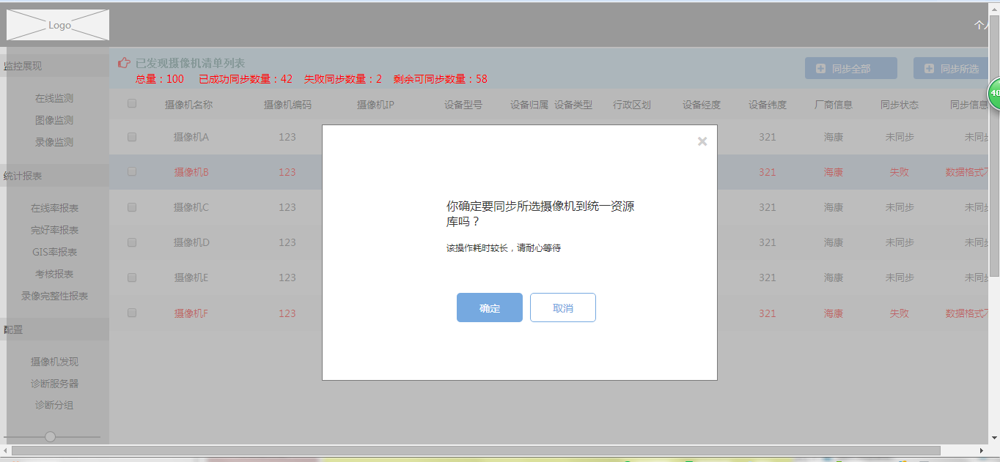 Logo
个人
监控展现
在线监测
图像监测
录像监测
统计报表
在线率报表
完好率报表
GIS率报表
考核报表
录像完整性报表
配置
摄像机发现
诊断服务器
诊断分组
已发现摄像机清单列表
总量：100 已成功同步数量：42 失败同步数量：2 剩余可同步数量：58
同步全部 同步所选
40
摄像机名称 摄像机编码 摄像机IP 设备型号 设备归属 设备类型 行政区划 设备经度 设备纬度 厂商信息 同步状态 同步信息
摄像机A 123 321 海康 未同步 未同步
摄像机B 123 321 海康 失败 数据格式不
摄像机C 123 321 海康 未同步 未同步
摄像机D 123 321 海康 未同步 未同步
摄像机E 123 321 海康 未同步 未同步
摄像机F 123 321 海康 失败 数据格式不
你确定要同步所选摄像机到统一资源
库吗？
该操作耗时较长，请耐心等待
确定 取消